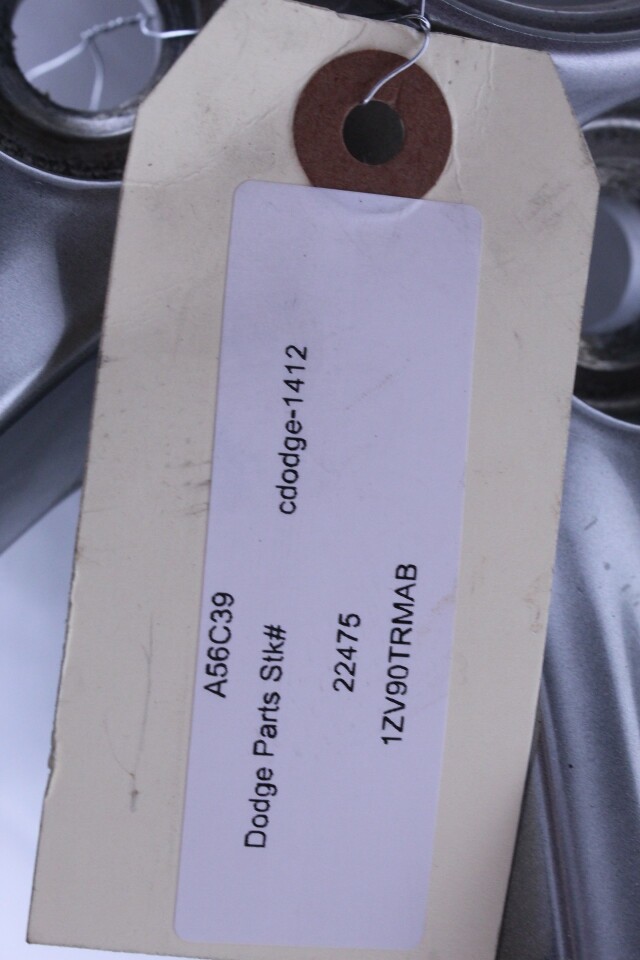 A56C39
Dodge Parts Stk#
cdodge-1412
22475
1ZV90TRMAB